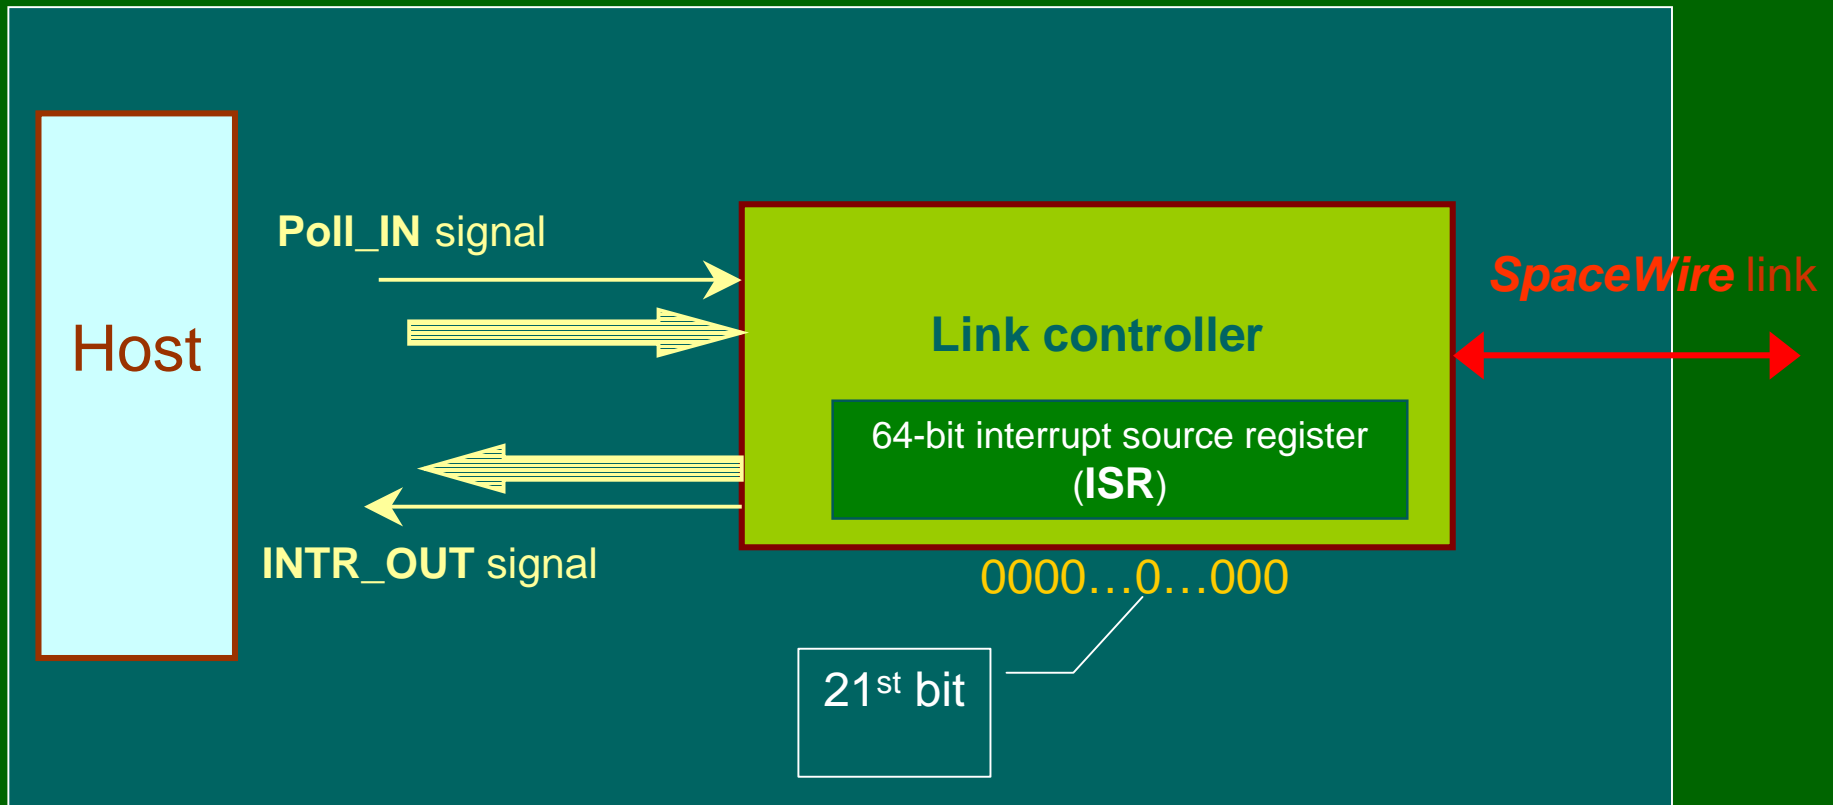 Poll_IN signal
SpaceWire link
Host
Link controller
64-bit interrupt source register
(ISR)
INTR_OUT signal
0000…0…000
21st bit